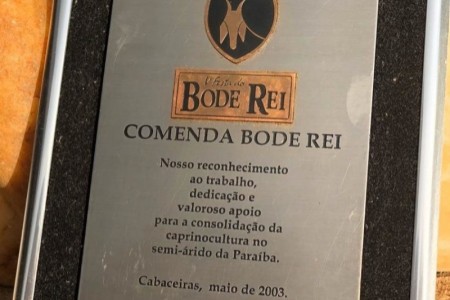 BODE REI
COMENDA BODE REI
Nosso reconhecimento
ao trabalho,
dedicação e
valoroso apoio
para a consolidação da
caprinocultura no
semi-árido da Paraíba.
Cabaceiras, maio de 2003.